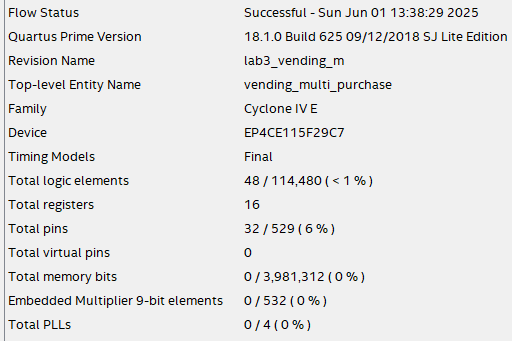 Flow Status Successful - Sun Jun 01 13:38:29 2025
Quartus Prime Version 18.1.0 Build 625 09/12/2018 SJ Lite Edition
Revision Name lab3_vending_m
Top-level Entity Name vending_multi_purchase
Family Cyclone IV E
Device EP4CE115F29C7
Timing Models Final
Total logic elements 48 / 114,480 ( < 1 % )
Total registers 16
Total pins 32 / 529 ( 6 % )
Total virtual pins 0
Total memory bits 0 / 3,981,312 ( 0 % )
Embedded Multiplier 9-bit elements 0 / 532 ( 0 % )
Total PLLs 0 / 4 ( 0 % )